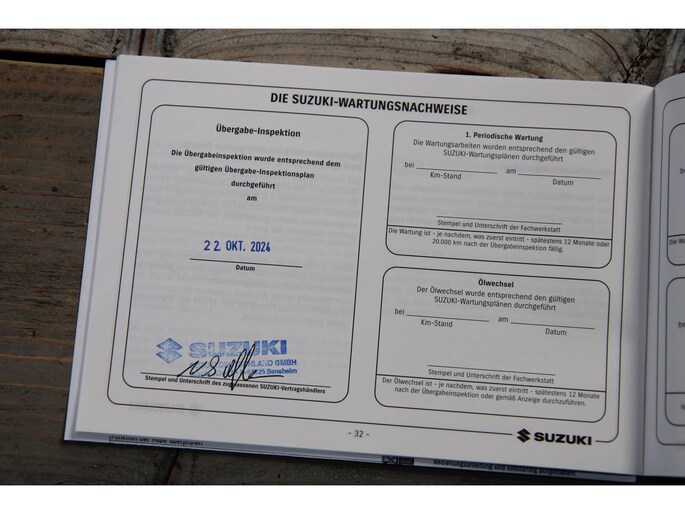 DIE SUZUKI-WARTUNGSNACHWEISE
Übergabe-Inspektion
Die Übergabeinspektion wurde entsprechend dem
gültigen Übergabe-Inspektionsplan
durchgeführt
am
22. OKT. 2024
Datum
SUZUKI
GMBH
Bensheim
Stempel und Unterschrift des zugelassenen SUZUKI-Vertragshändlers
1. Periodische Wartung
Die Wartungsarbeiten wurden entsprechend den gültigen
SUZUKI-Wartungsplänen durchgeführt
bei am
Km-Stand Datum
Stempel und Unterschrift der Fachwerkstatt
Die Wartung ist - je nachdem, was zuerst eintritt - spätestens 12 Monate oder
20.000 km nach der Übergabeinspektion fällig.
Ölwechsel
Der Ölwechsel wurde entsprechend den gültigen
SUZUKI-Wartungsplänen durchgeführt
bei am
Km-Stand Datum
Stempel und Unterschrift der Fachwerkstatt
Der Ölwechsel ist - je nachdem, was zuerst eintritt - spätestens 12 Monate
nach der Übergabeinspektion oder gemäß Anzeige durchzuführen.
- 32 -
SUZUKI